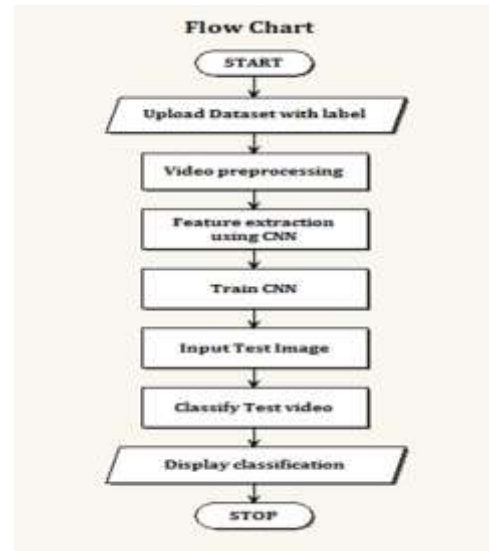 Flow Chart
START
Upload Dataset with label
Video preprocessing
Feature extraction
using CNN
Train CNN
Input Test Image
Classify Test video
Display classification
STOP